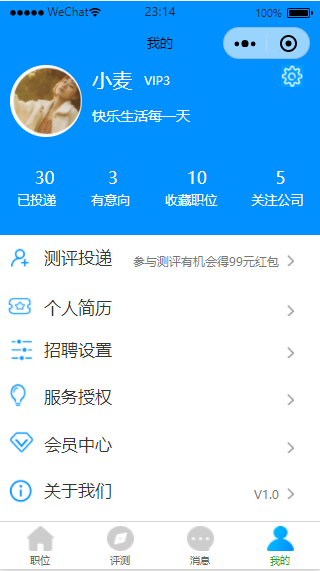 WeChat 23:14 100%
我的
小麦 VIP3
快乐生活每一天
30 3 10 5
已投递 有意向 收藏职位 关注公司
测评投递 参与测评有机会得99元红包
个人简历
招聘设置
服务授权
会员中心
关于我们 V1.0
职位 评测 消息 我的